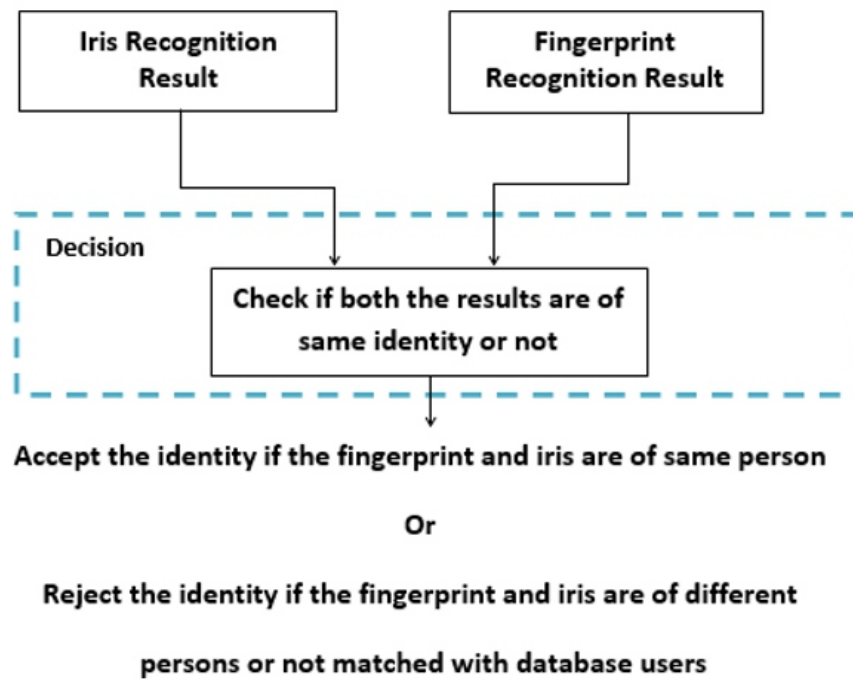 Iris Recognition
Result
Fingerprint
Recognition Result
Decision
Check if both the results are of
same identity or not
Accept the identity if the fingerprint and iris are of same person
Or
Reject the identity if the fingerprint and iris are of different
persons or not matched with database users